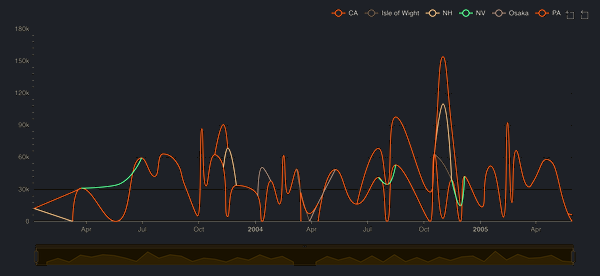 CA Isle of Wight NH NV Osaka PA
180k
150k
120k
90k
60k
30k
0
Apr Jul Oct 2004 Apr Jul Oct 2005 Apr